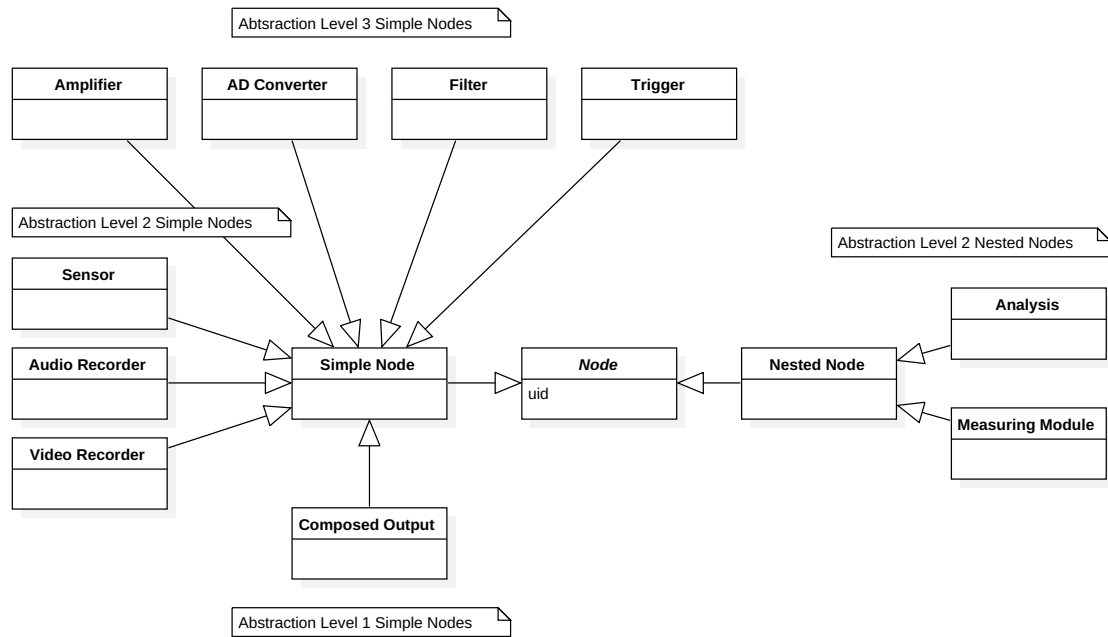 Abtsraction Level 3 Simple Nodes
Amplifier
AD Converter
Filter
Trigger
Abstraction Level 2 Simple Nodes
Abstraction Level 2 Nested Nodes
Sensor
Analysis
Audio Recorder
Simple Node
Node
uid
Nested Node
Measuring Module
Video Recorder
Composed Output
Abstraction Level 1 Simple Nodes